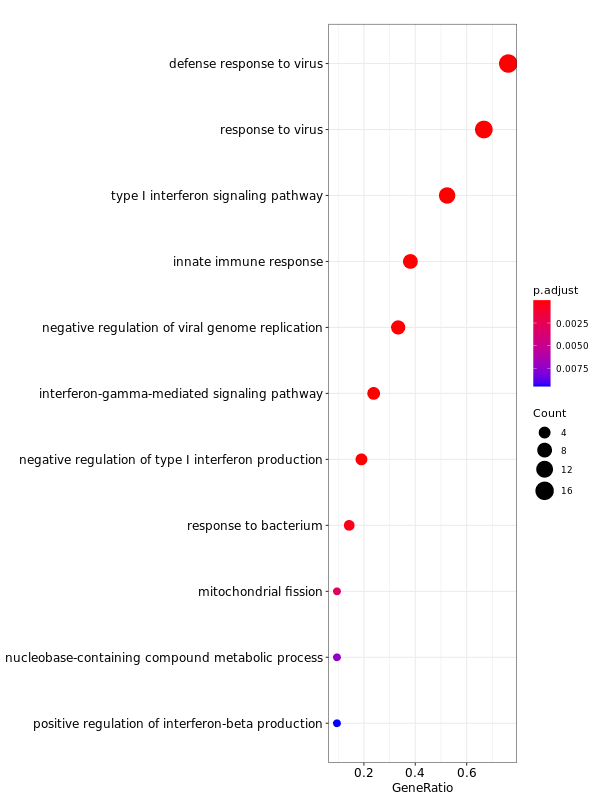 defense response to virus
response to virus
type I interferon signaling pathway
innate immune response
negative regulation of viral genome replication
interferon-gamma-mediated signaling pathway
negative regulation of type I interferon production
response to bacterium
mitochondrial fission
nucleobase-containing compound metabolic process
positive regulation of interferon-beta production
0.2 0.4 0.6
GeneRatio
p.adjust
0.0025
0.0050
0.0075
Count
4
8
12
16